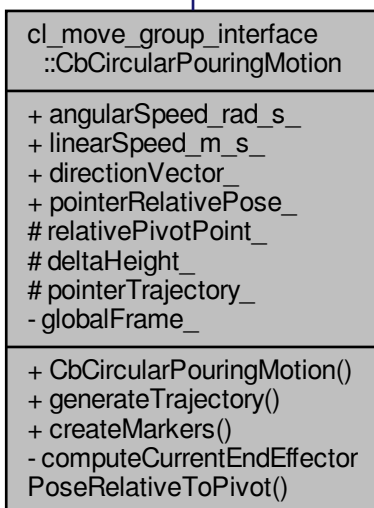 cl_move_group_interface
::CbCircularPouringMotion
+ angularSpeed_rad_s_
+ linearSpeed_m_s_
+ directionVector_
+ pointerRelativePose_
# relativePivotPoint_
# deltaHeight_
# pointerTrajectory_
- globalFrame_
+ CbCircularPouringMotion()
+ generateTrajectory()
+ createMarkers()
- computeCurrentEndEffector
PoseRelativeToPivot()